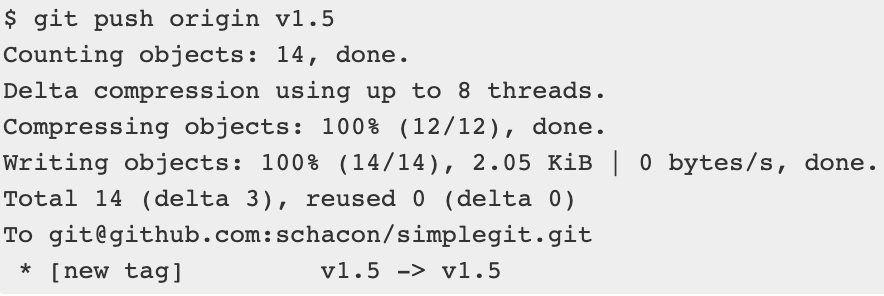 $ git push origin v1.5
Counting objects: 14, done.
Delta compression using up to 8 threads.
Compressing objects: 100% (12/12), done.
Writing objects: 100% (14/14), 2.05 KiB | 0 bytes/s, done.
Total 14 (delta 3), reused 0 (delta 0)
To git@github.com:schacon/simplegit.git
 * [new tag]         v1.5 -> v1.5